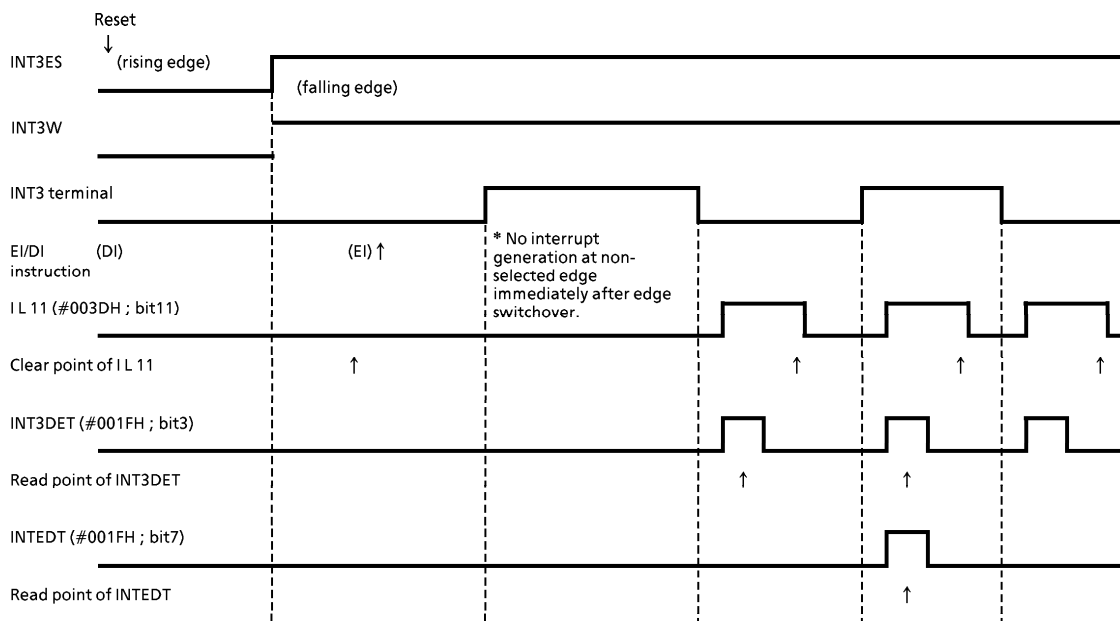 Reset
↓
INT3ES (rising edge)
(falling edge)
INT3W
INT3 terminal
EI/DI (DI) (EI) ↑
instruction
* No interrupt
generation at non-
selected edge
immediately after edge
switchover.
I L 11 (#003DH ; bit11)
Clear point of I L 11 ↑ ↑ ↑ ↑
INT3DET (#001FH ; bit3)
Read point of INT3DET ↑ ↑
INTEDT (#001FH ; bit7)
Read point of INTEDT ↑